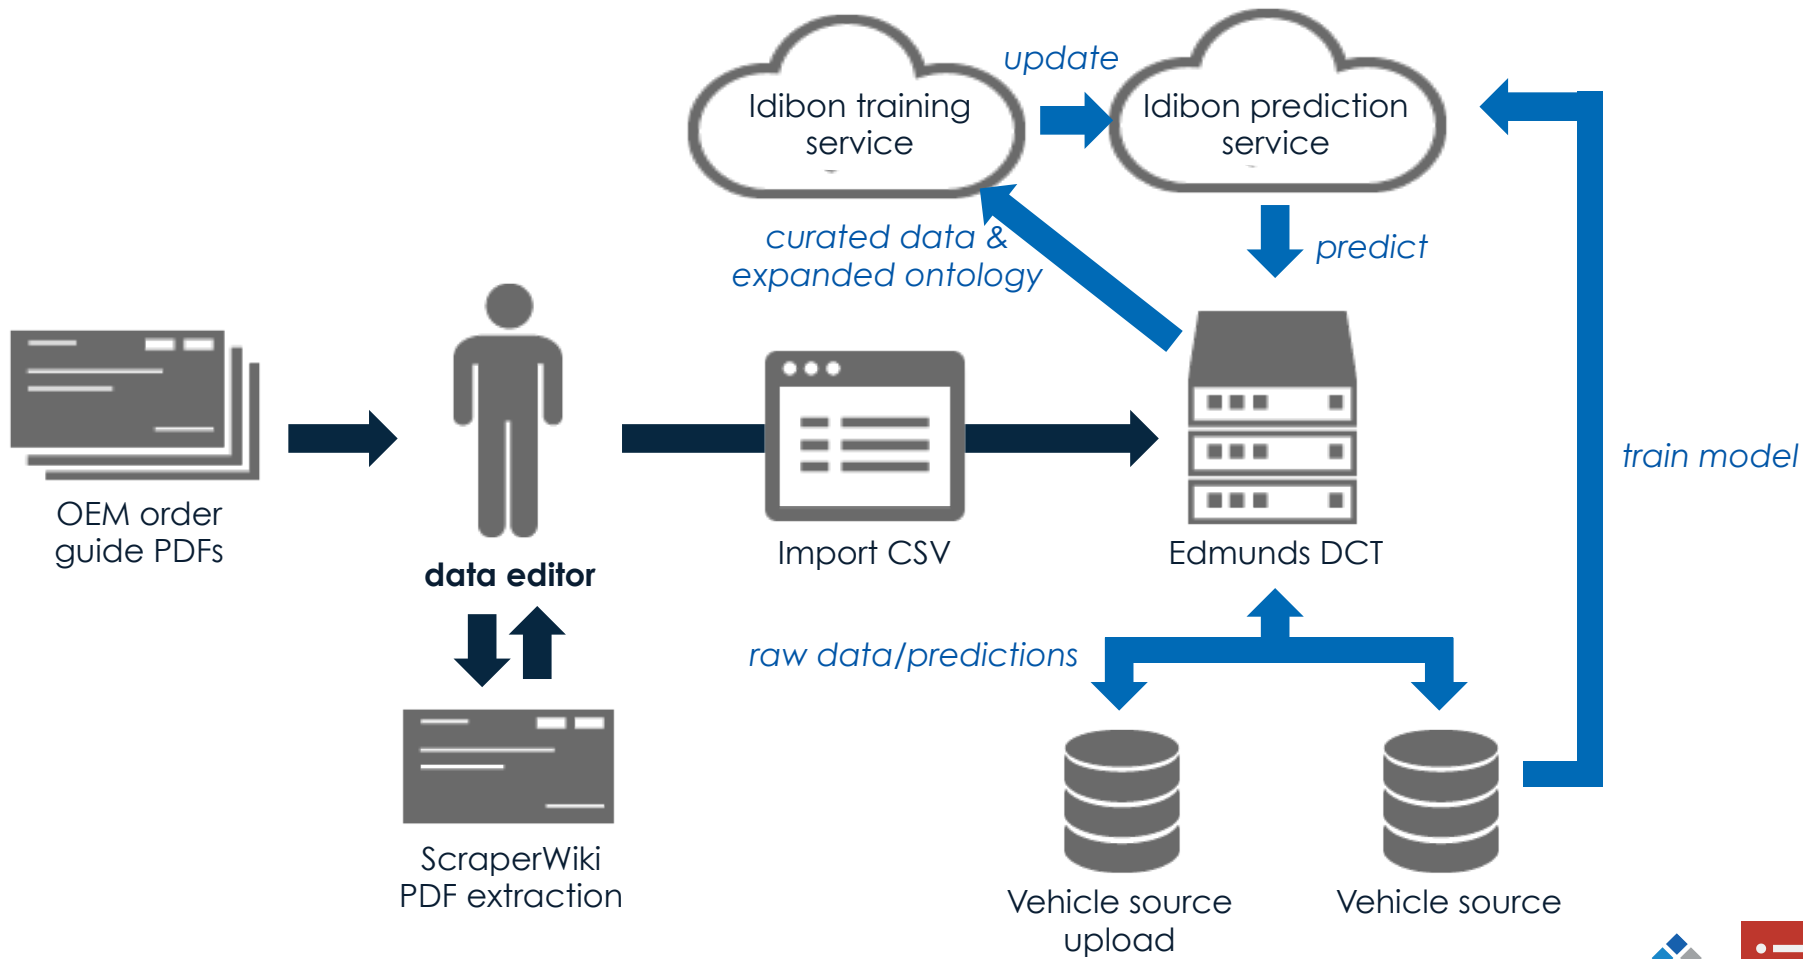 update
Idibon training
service
Idibon prediction
service
curated data &
expanded ontology
predict
OEM order
guide PDFs
data editor
Import CSV
Edmunds DCT
train model
raw data/predictions
ScraperWiki
PDF extraction
Vehicle source
upload
Vehicle source